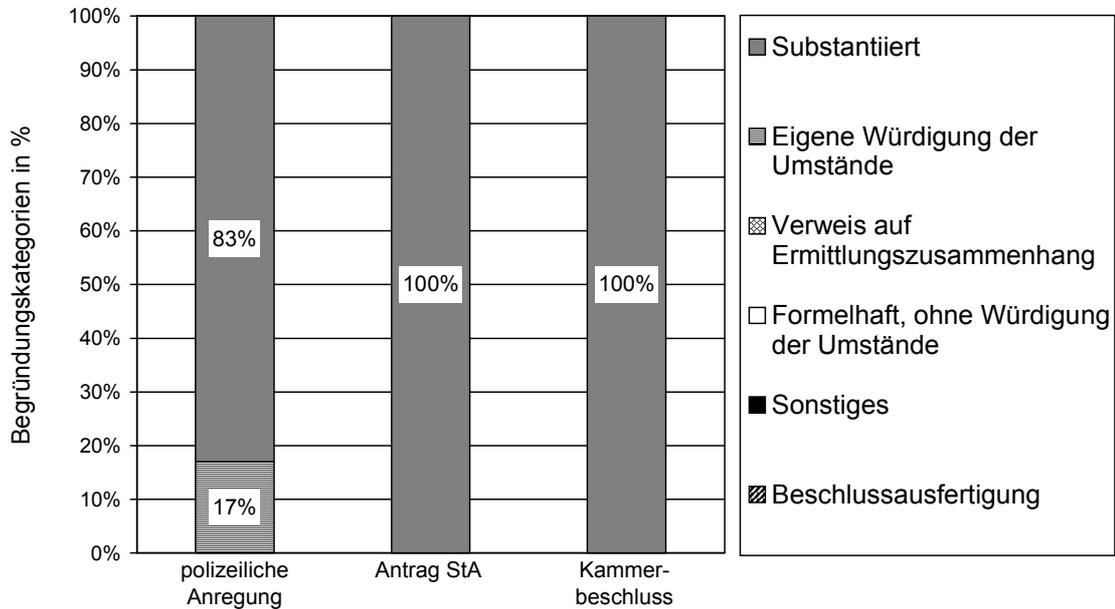 Begründungskategorien in %
100%
90%
80%
70%
60%
50%
40%
30%
20%
10%
0%
83%
17%
100%
100%
polizeiliche
Anregung
Antrag StA
Kammer-
beschluss
Substantiiert
Eigene Würdigung der
Umstände
Verweis auf
Ermittlungszusammenhang
Formelhaft, ohne Würdigung
der Umstände
Sonstiges
Beschlussausfertigung